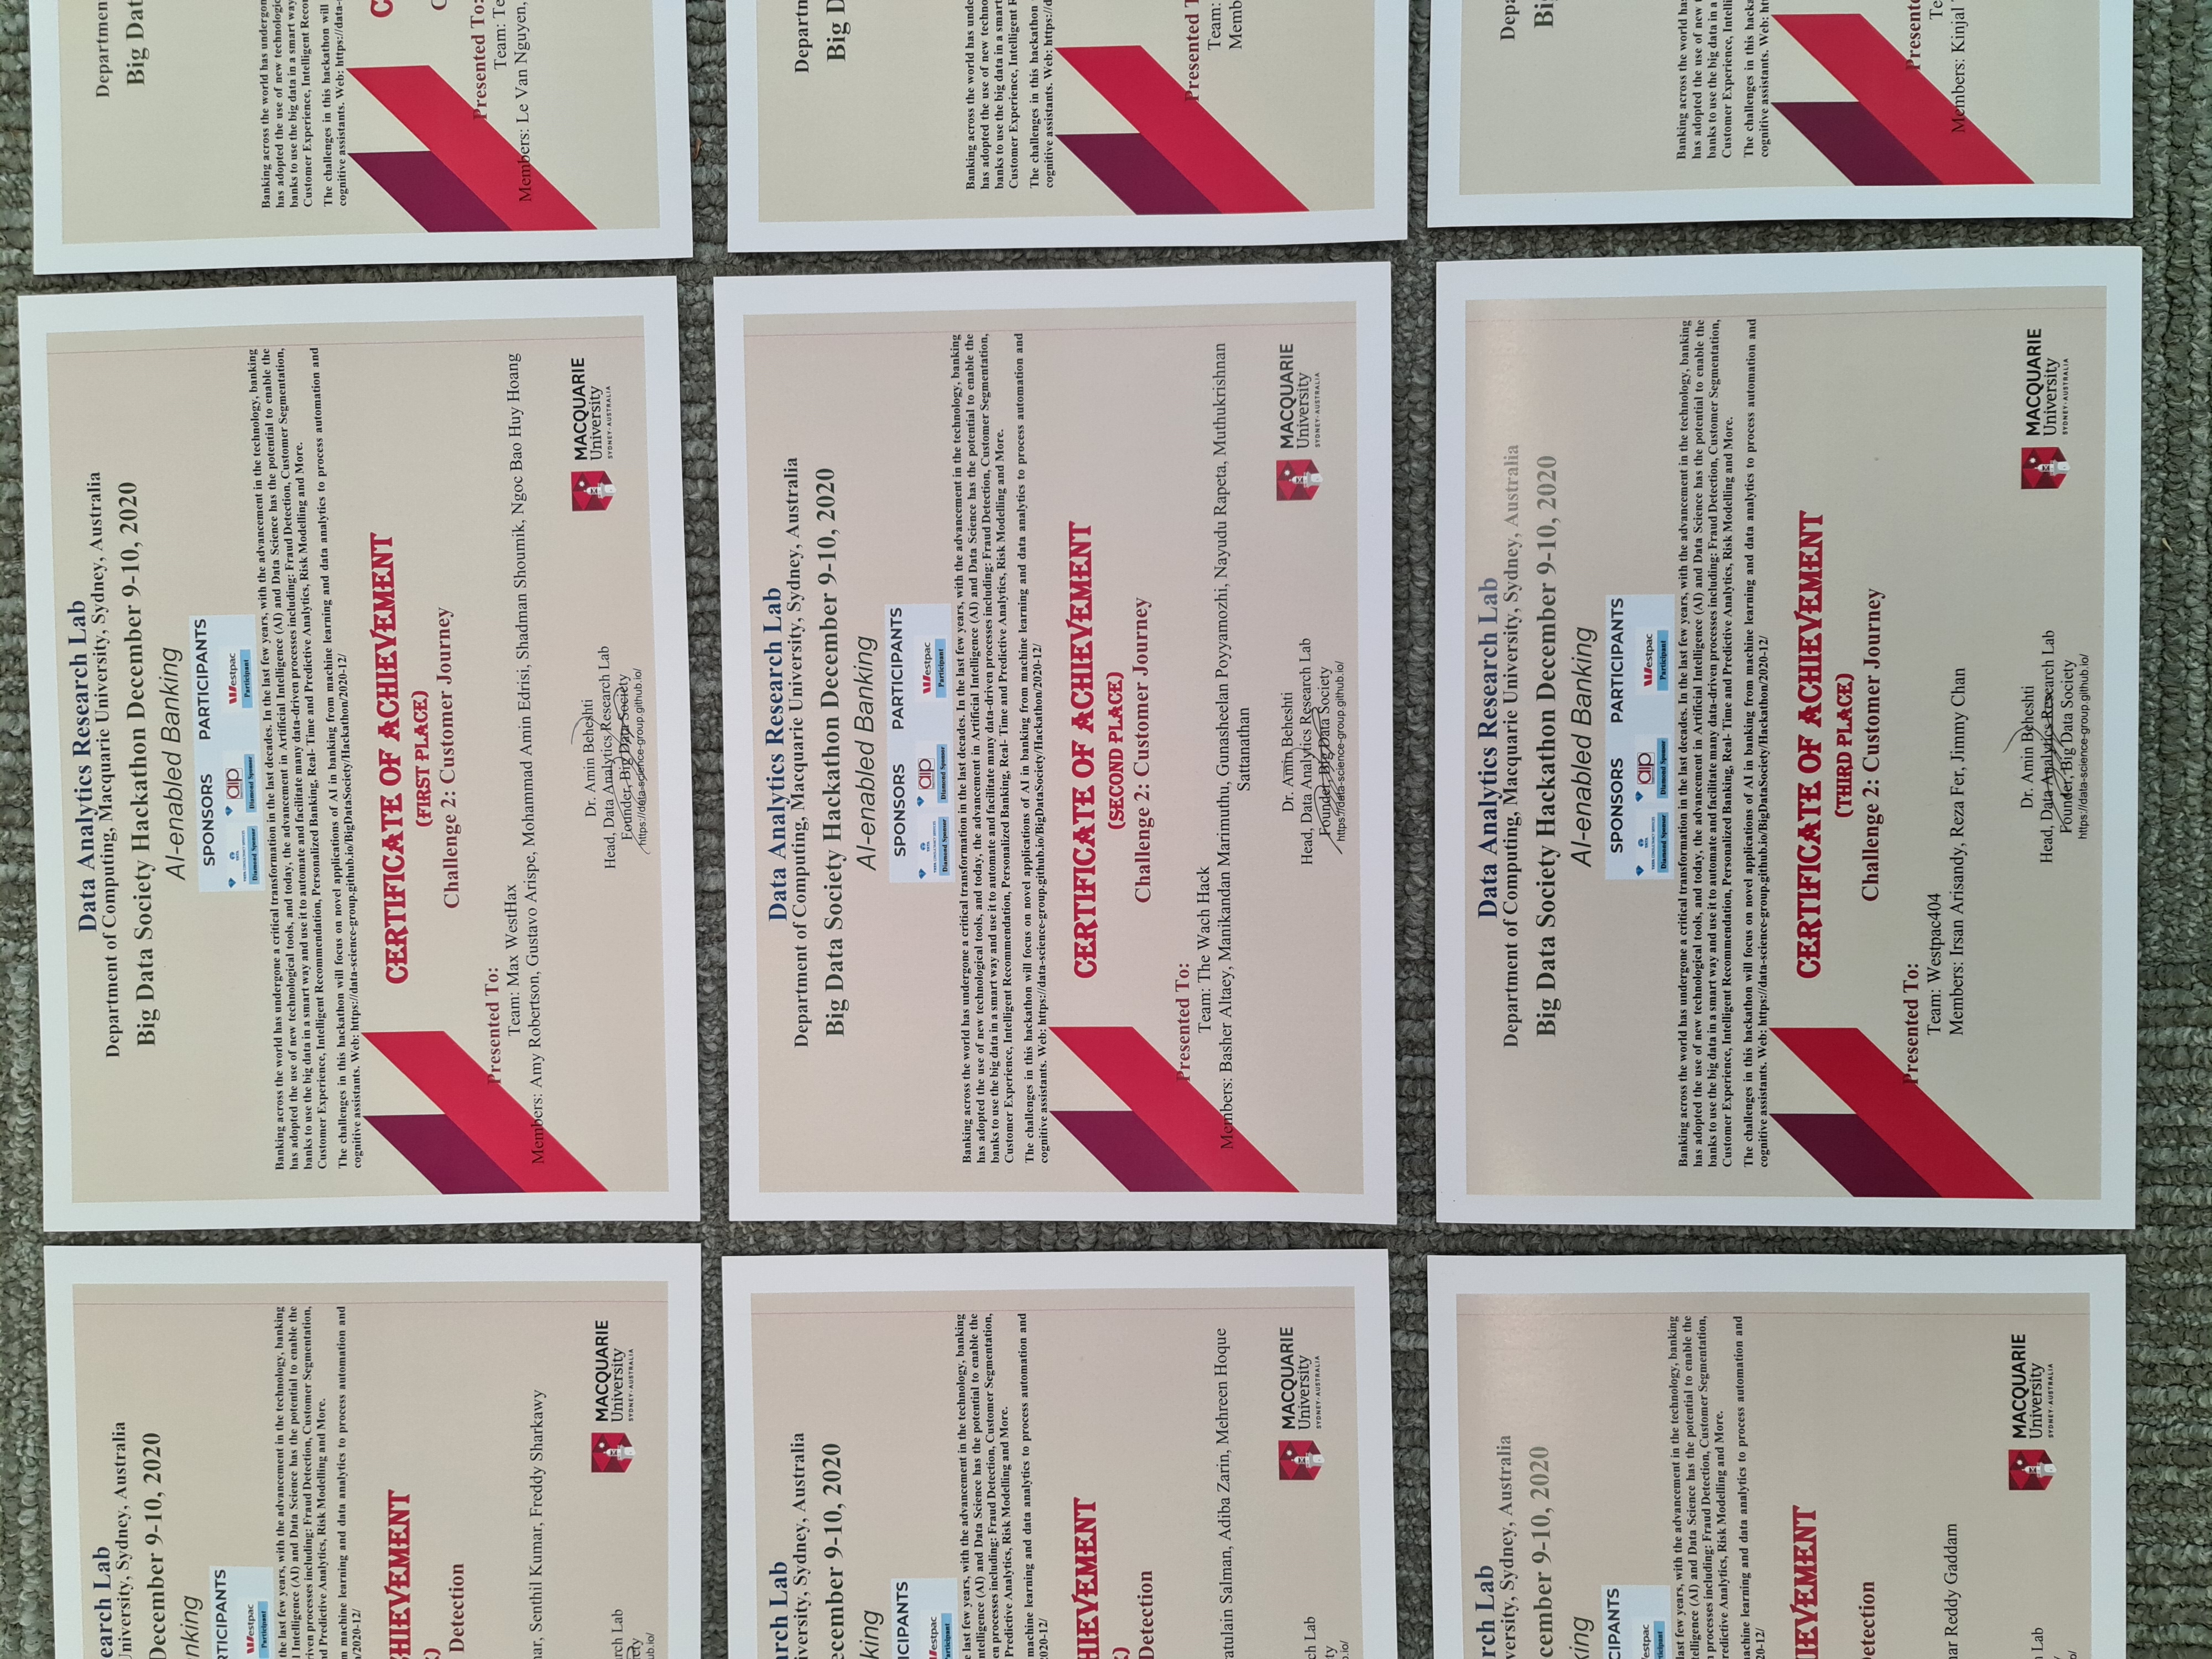 earch Lab
University, Sydney, Australia
December 9-10, 2020
nking
RTICIPANTS
Westpac
Participant
the last few years, with the advancement in the technology, banking
l Intelligence (AI) and Data Science has the potential to enable the
riven processes including: Fraud Detection, Customer Segmentation,
nd Predictive Analytics, Risk Modelling and More.
m machine learning and data analytics to process automation and
n/2020-12/
CHIEVEMENT
Detection
mar, Senthil Kumar, Freddy Sharkawy
rch Lab
iety
ub.io/
MACQUARIE
University
SYDNEY·AUSTRALIA
Data Analytics Research Lab
Department of Computing, Macquarie University, Sydney, Australia
Big Data Society Hackathon December 9-10, 2020
AI-enabled Banking
SPONSORS PARTICIPANTS
TATA aip Westpac
TATA CONSULTANCY SERVICES
Diamond Sponsor Diamond Sponsor Participant
Banking across the world has undergone a critical transformation in the last decades. In the last few years, with the advancement in the technology, banking
has adopted the use of new technological tools, and today, the advancement in Artificial Intelligence (AI) and Data Science has the potential to enable the
banks to use the big data in a smart way and use it to automate and facilitate many data-driven processes including: Fraud Detection, Customer Segmentation,
Customer Experience, Intelligent Recommendation, Personalized Banking, Real- Time and Predictive Analytics, Risk Modelling and More.
The challenges in this hackathon will focus on novel applications of AI in banking from machine learning and data analytics to process automation and
cognitive assistants. Web: https://data-science-group.github.io/BigDataSociety/Hackathon/2020-12/
CERTIFICATE OF ACHIEVEMENT
(FIRST PLACE)
Challenge 2: Customer Journey
Presented To:
Team: Max WestHax
Members: Amy Robertson, Gustavo Arispe, Mohammad Amin Edrisi, Shadman Shoumik, Ngoc Bao Huy Hoang
Dr. Amin Beheshti
Head, Data Analytics Research Lab
Founder, Big Data Society
https://data-science-group.github.io/
MACQUARIE
University
SYDNEY·AUSTRALIA
Departmen
Big Dat
Banking across the world has undergon
has adopted the use of new technologic
banks to use the big data in a smart way
Customer Experience, Intelligent Recon
The challenges in this hackathon will
cognitive assistants. Web: https://data-
C
C
Presented To:
Team: Te
Members: Le Van Nguyen,
arch Lab
iversity, Sydney, Australia
ecember 9-10, 2020
king
ICIPANTS
Westpac
Participant
e last few years, with the advancement in the technology, banking
ntelligence (AI) and Data Science has the potential to enable the
en processes including: Fraud Detection, Customer Segmentation,
Predictive Analytics, Risk Modelling and More.
machine learning and data analytics to process automation and
2020-12/
HIEVEMENT
Detection
ratulain Salman, Adiba Zarin, Mehreen Hoque
ch Lab
ty
b.io/
MACQUARIE
University
SYDNEY·AUSTRALIA
Data Analytics Research Lab
Department of Computing, Macquarie University, Sydney, Australia
Big Data Society Hackathon December 9-10, 2020
AI-enabled Banking
SPONSORS PARTICIPANTS
TATA aip Westpac
TATA CONSULTANCY SERVICES
Diamond Sponsor Diamond Sponsor Participant
Banking across the world has undergone a critical transformation in the last decades. In the last few years, with the advancement in the technology, banking
has adopted the use of new technological tools, and today, the advancement in Artificial Intelligence (AI) and Data Science has the potential to enable the
banks to use the big data in a smart way and use it to automate and facilitate many data-driven processes including: Fraud Detection, Customer Segmentation,
Customer Experience, Intelligent Recommendation, Personalized Banking, Real- Time and Predictive Analytics, Risk Modelling and More.
The challenges in this hackathon will focus on novel applications of AI in banking from machine learning and data analytics to process automation and
cognitive assistants. Web: https://data-science-group.github.io/BigDataSociety/Hackathon/2020-12/
CERTIFICATE OF ACHIEVEMENT
(SECOND PLACE)
Challenge 2: Customer Journey
Presented To:
Team: The Wach Hack
Members: Basher Altaey, Manikandan Marimuthu, Gunasheelan Poyyamozhi, Nayudu Rapeta, Muthukrishnan
Sattanathan
Dr. Amin Beheshti
Head, Data Analytics Research Lab
Founder, Big Data Society
https://data-science-group.github.io/
MACQUARIE
University
SYDNEY·AUSTRALIA
Departm
Big D
Banking across the world has unde
has adopted the use of new techno
banks to use the big data in a smart
Customer Experience, Intelligent R
The challenges in this hackathon
cognitive assistants. Web: https://d
Presented T
Team:
Memb
rch Lab
versity, Sydney, Australia
cember 9-10, 2020
king
CIPANTS
estpac
rticipant
last few years, with the advancement in the technology, banking
telligence (AI) and Data Science has the potential to enable the
n processes including: Fraud Detection, Customer Segmentation,
redictive Analytics, Risk Modelling and More.
machine learning and data analytics to process automation and
20-12/
IEVEMENT
Detection
mar Reddy Gaddam
h Lab
y
o/
MACQUARIE
University
SYDNEY·AUSTRALIA
Data Analytics Research Lab
Department of Computing, Macquarie University, Sydney, Australia
Big Data Society Hackathon December 9-10, 2020
AI-enabled Banking
SPONSORS PARTICIPANTS
TATA aip Westpac
TATA CONSULTANCY SERVICES
Diamond Sponsor Diamond Sponsor Participant
Banking across the world has undergone a critical transformation in the last decades. In the last few years, with the advancement in the technology, banking
has adopted the use of new technological tools, and today, the advancement in Artificial Intelligence (AI) and Data Science has the potential to enable the
banks to use the big data in a smart way and use it to automate and facilitate many data-driven processes including: Fraud Detection, Customer Segmentation,
Customer Experience, Intelligent Recommendation, Personalized Banking, Real- Time and Predictive Analytics, Risk Modelling and More.
The challenges in this hackathon will focus on novel applications of AI in banking from machine learning and data analytics to process automation and
cognitive assistants. Web: https://data-science-group.github.io/BigDataSociety/Hackathon/2020-12/
CERTIFICATE OF ACHIEVEMENT
(THIRD PLACE)
Challenge 2: Customer Journey
Presented To:
Team: Westpac404
Members: Irsan Arisandy, Reza Fer, Jimmy Chan
Dr. Amin Beheshti
Head, Data Analytics Research Lab
Founder, Big Data Society
https://data-science-group.github.io/
MACQUARIE
University
SYDNEY·AUSTRALIA
Depa
Bi
Banking across the world ha
has adopted the use of new t
banks to use the big data in a
Customer Experience, Intelli
The challenges in this hacka
cognitive assistants. Web: ht
Presente
Te
Members: Kinjal